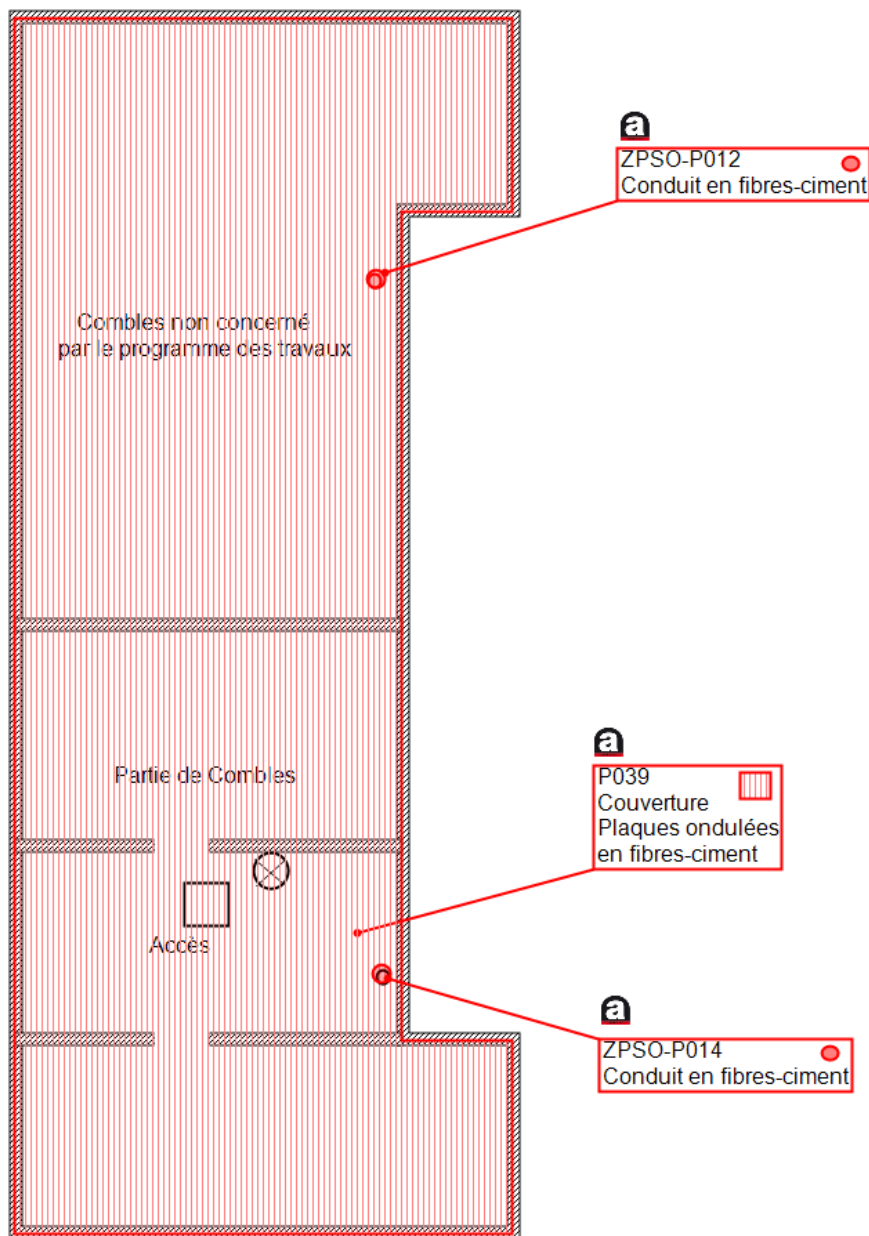 a
ZPSO-P012
Conduit en fibres-ciment
Combles non concerné
par le programme des travaux
a
P039
Couverture
Plaques ondulées
en fibres-ciment
Partie de Combles
Accès
a
ZPSO-P014
Conduit en fibres-ciment